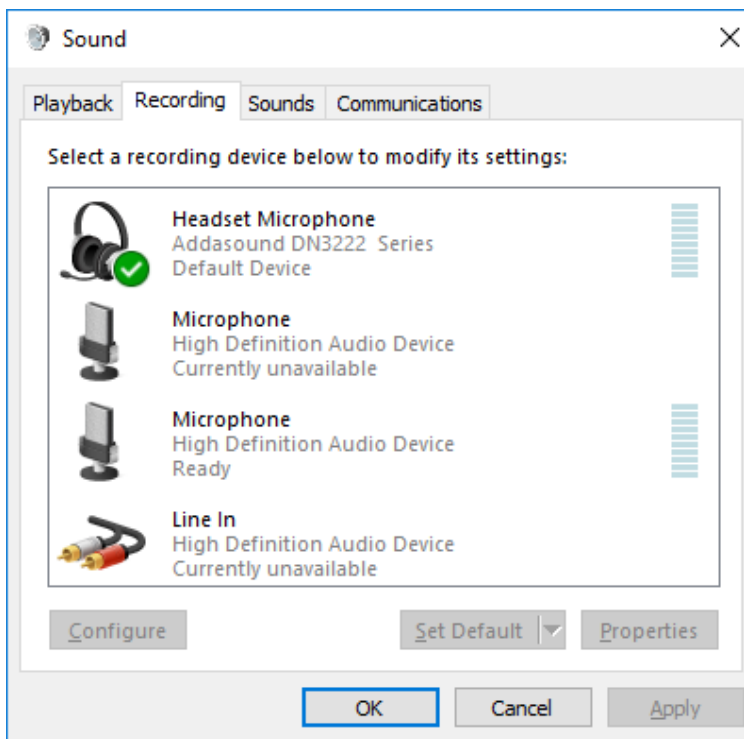 Sound
Playback Recording Sounds Communications
Select a recording device below to modify its settings:
Headset Microphone
Addasound DN3222  Series
Default Device
Microphone
High Definition Audio Device
Currently unavailable
Microphone
High Definition Audio Device
Ready
Line In
High Definition Audio Device
Currently unavailable
Configure Set Default Properties
OK Cancel Apply